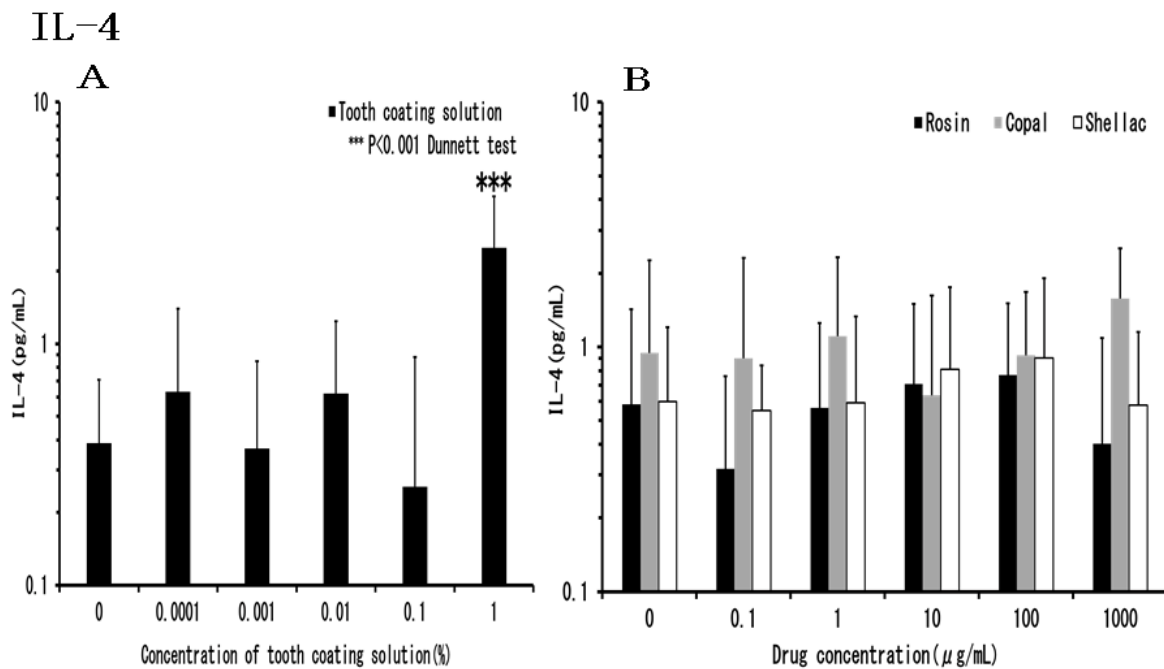 IL-4
A
B
10
1
0.1
IL-4(pg/mL)
■Tooth coating solution
*** P<0.001 Dunnett test
***
0 0.0001 0.001 0.01 0.1 1
Concentration of tooth coating solution(%)
10
1
0.1
IL-4(pg/mL)
■Rosin ■Copal □Shellac
0 0.1 1 10 100 1000
Drug concentration(μg/mL)